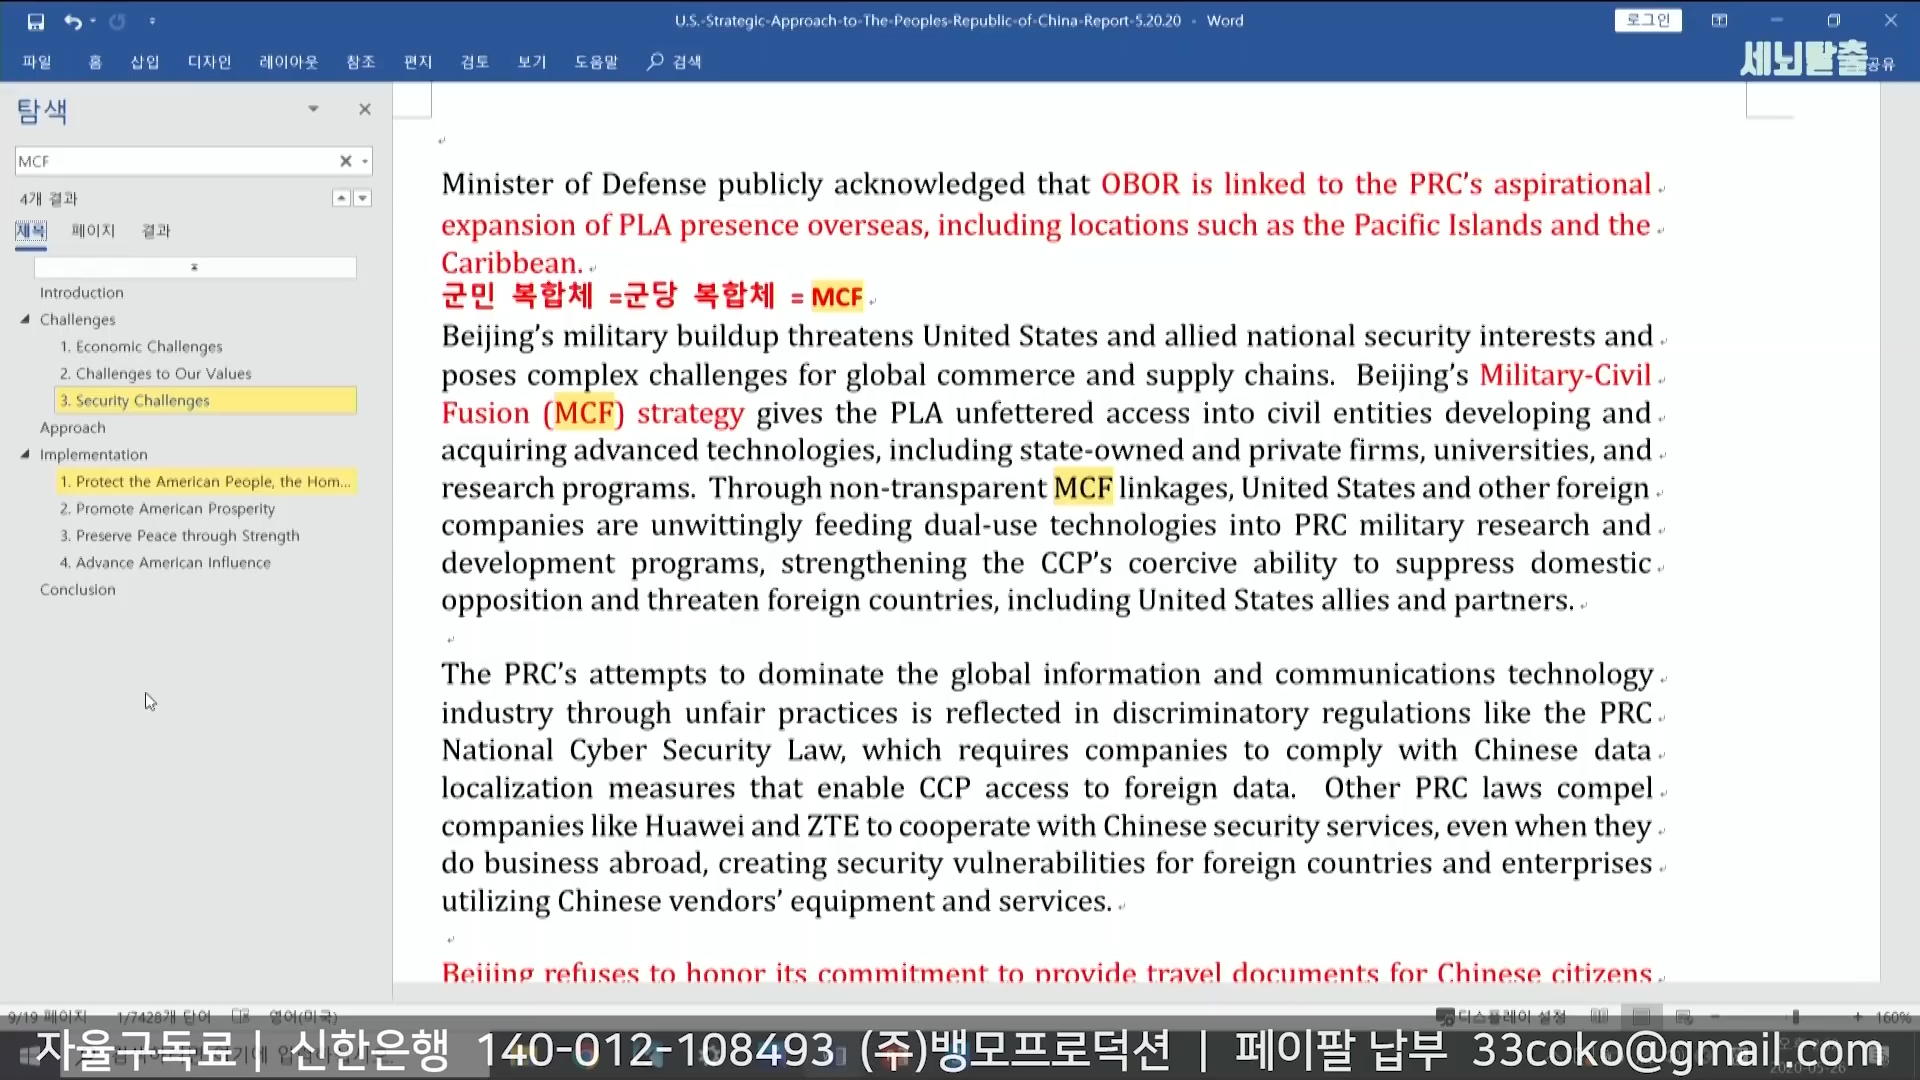 U.S.-Strategic-Approach-to-The-Peoples-Republic-of-China-Report-5.20.20 - Word
로그인
파일 홈 삽입 디자인 레이아웃 참조 편지 검토 보기 도움말 검색
세뇌탈출
공유
탐색
MCF
4개 결과
제목 페이지 결과
Introduction
Challenges
1. Economic Challenges
2. Challenges to Our Values
3. Security Challenges
Approach
Implementation
1. Protect the American People, the Hom...
2. Promote American Prosperity
3. Preserve Peace through Strength
4. Advance American Influence
Conclusion
Minister of Defense publicly acknowledged that OBOR is linked to the PRC’s aspirational
expansion of PLA presence overseas, including locations such as the Pacific Islands and the
Caribbean.
군민 복합체 =군당 복합체 = MCF
Beijing’s military buildup threatens United States and allied national security interests and
poses complex challenges for global commerce and supply chains. Beijing’s Military-Civil
Fusion (MCF) strategy gives the PLA unfettered access into civil entities developing and
acquiring advanced technologies, including state-owned and private firms, universities, and
research programs. Through non-transparent MCF linkages, United States and other foreign
companies are unwittingly feeding dual-use technologies into PRC military research and
development programs, strengthening the CCP’s coercive ability to suppress domestic
opposition and threaten foreign countries, including United States allies and partners.
The PRC’s attempts to dominate the global information and communications technology
industry through unfair practices is reflected in discriminatory regulations like the PRC
National Cyber Security Law, which requires companies to comply with Chinese data
localization measures that enable CCP access to foreign data. Other PRC laws compel
companies like Huawei and ZTE to cooperate with Chinese security services, even when they
do business abroad, creating security vulnerabilities for foreign countries and enterprises
utilizing Chinese vendors’ equipment and services.
Beijing refuses to honor its commitment to provide travel documents for Chinese citizens
9/19 페이지 1/7428개 단어 영어(미국) 디스플레이 설정 160%
자율구독료 | 신한은행 140-012-108493 (주)뱅모프로덕션 | 페이팔 납부 33coko@gmail.com
2020-05-26